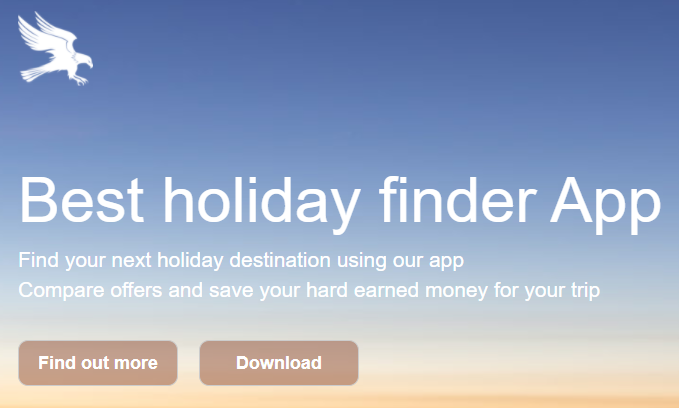 Best holiday finder App
Find your next holiday destination using our app
Compare offers and save your hard earned money for your trip
Find out more
Download